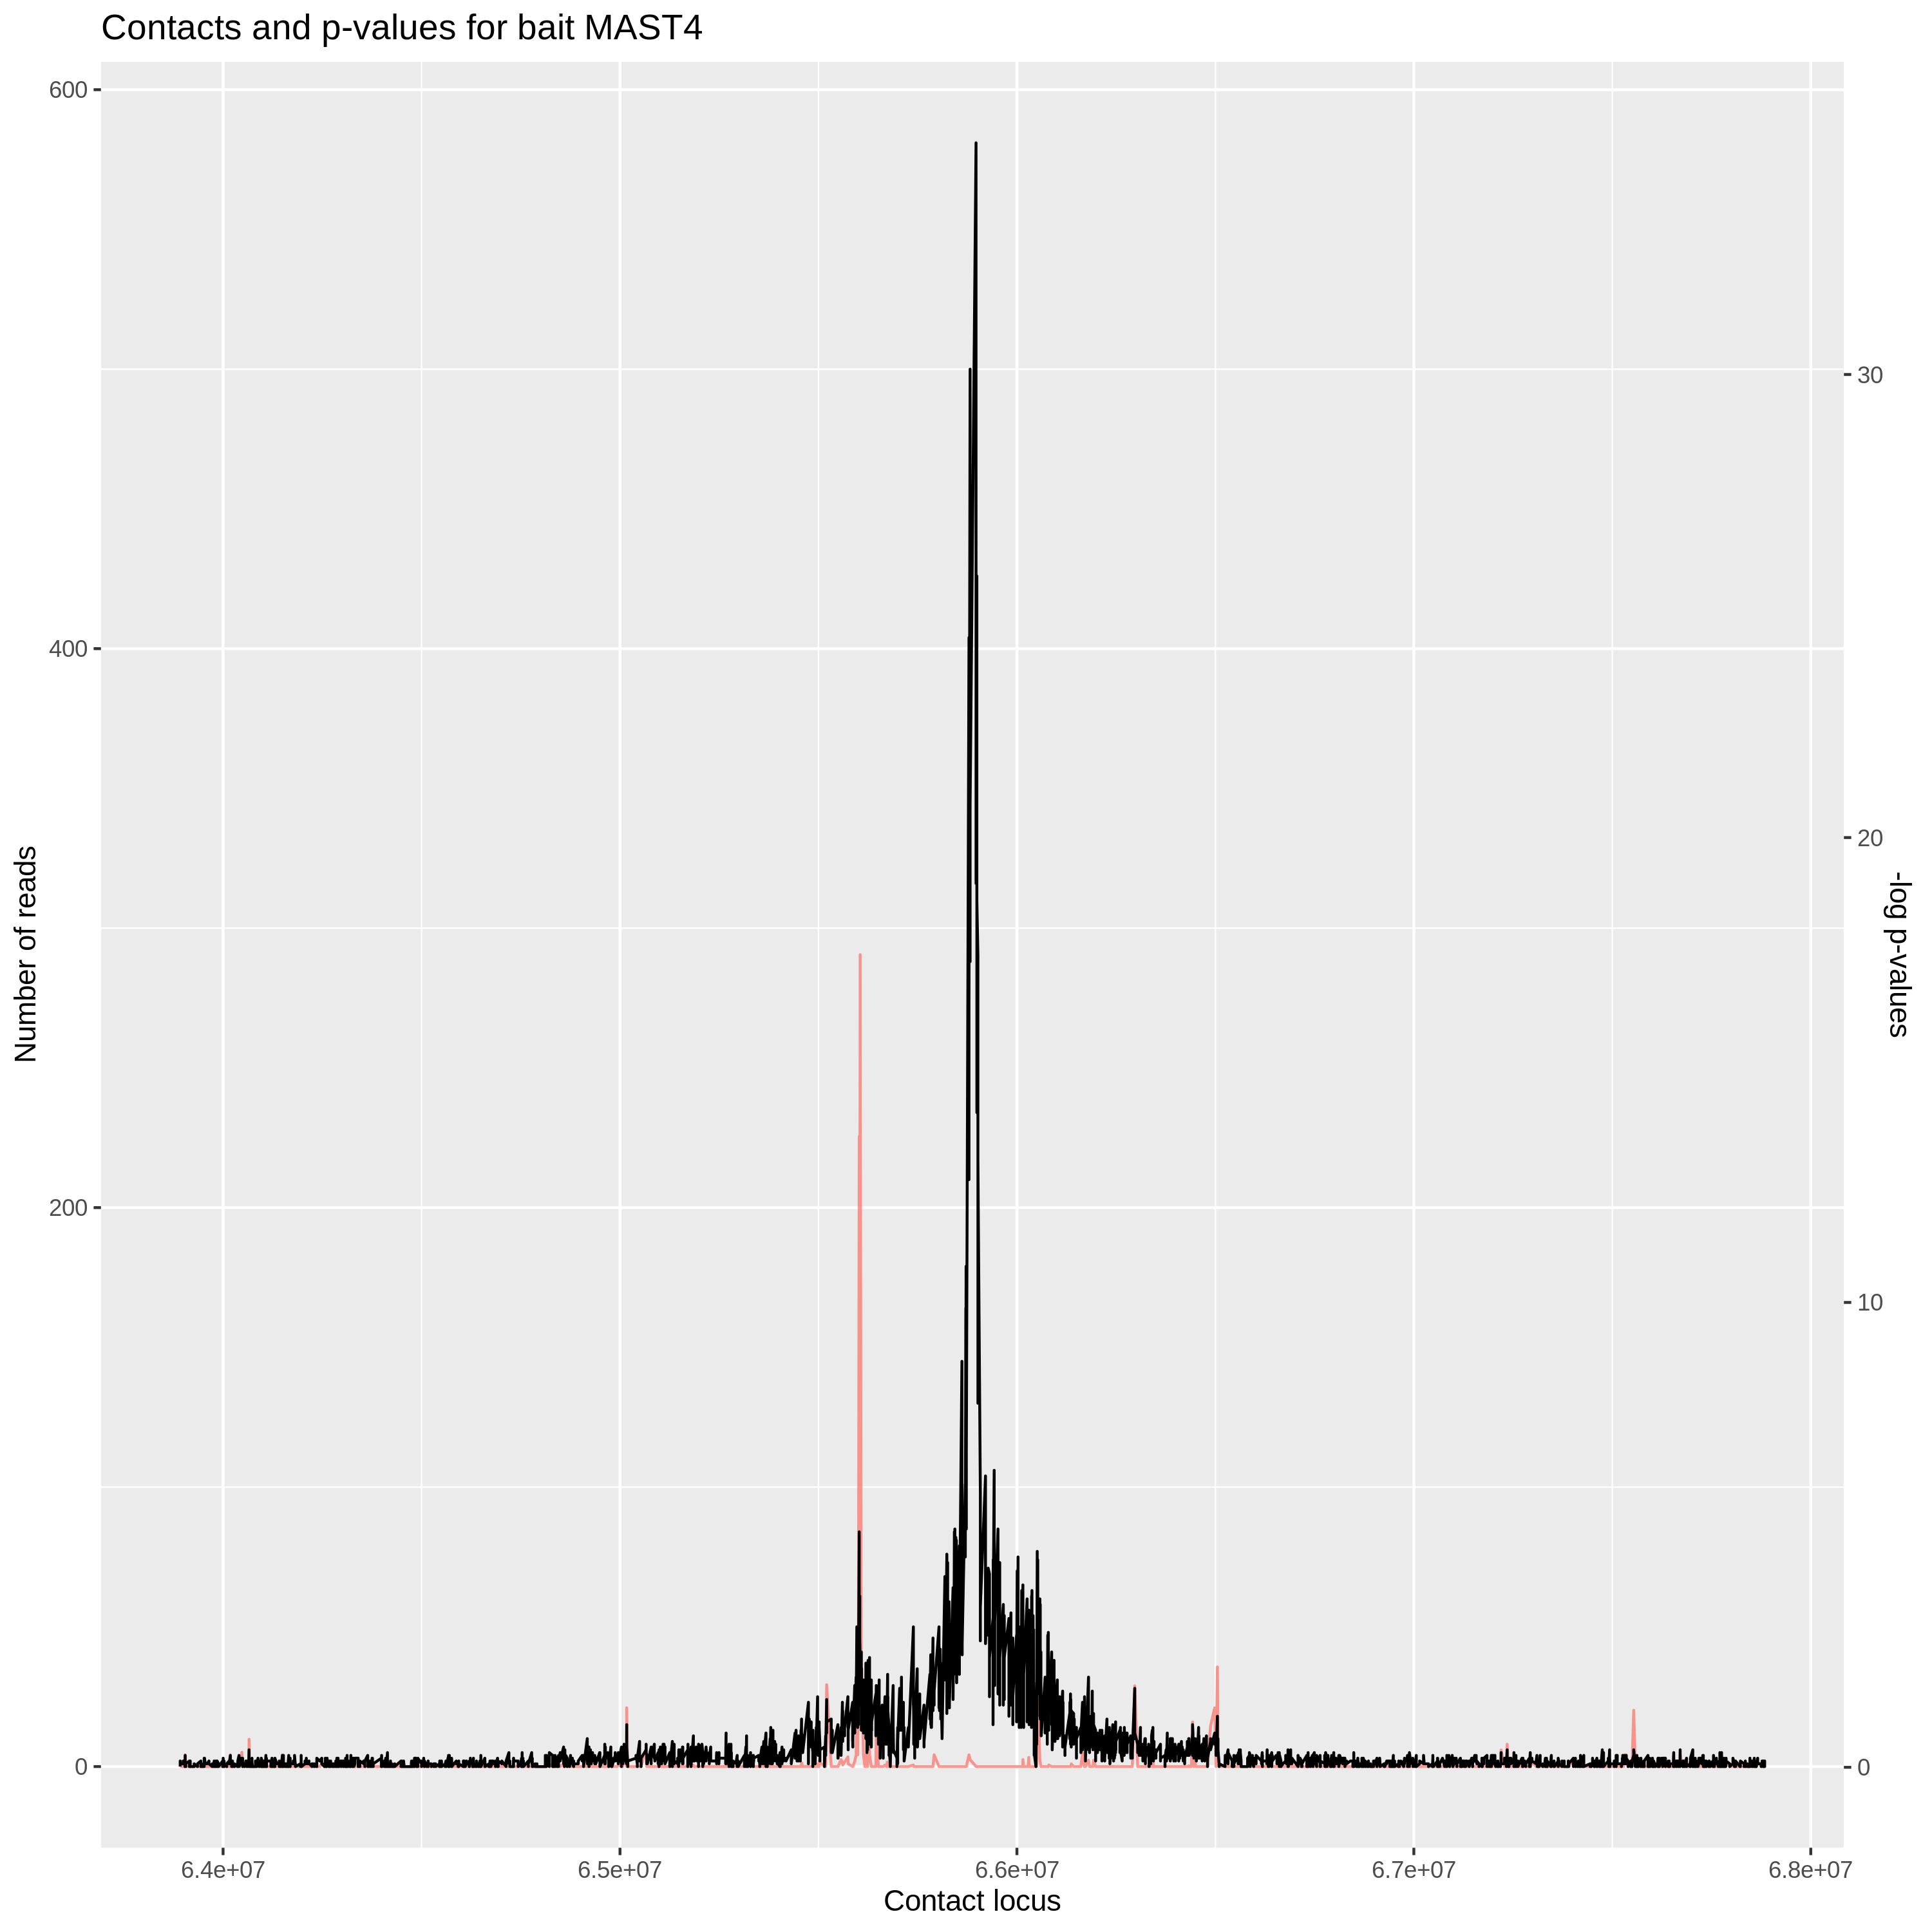 Contacts and p-values for bait MAST4
600
400
200
0
Number of reads
30
20
10
0
-log p-values
6.4e+07 6.5e+07 6.6e+07 6.7e+07 6.8e+07
Contact locus